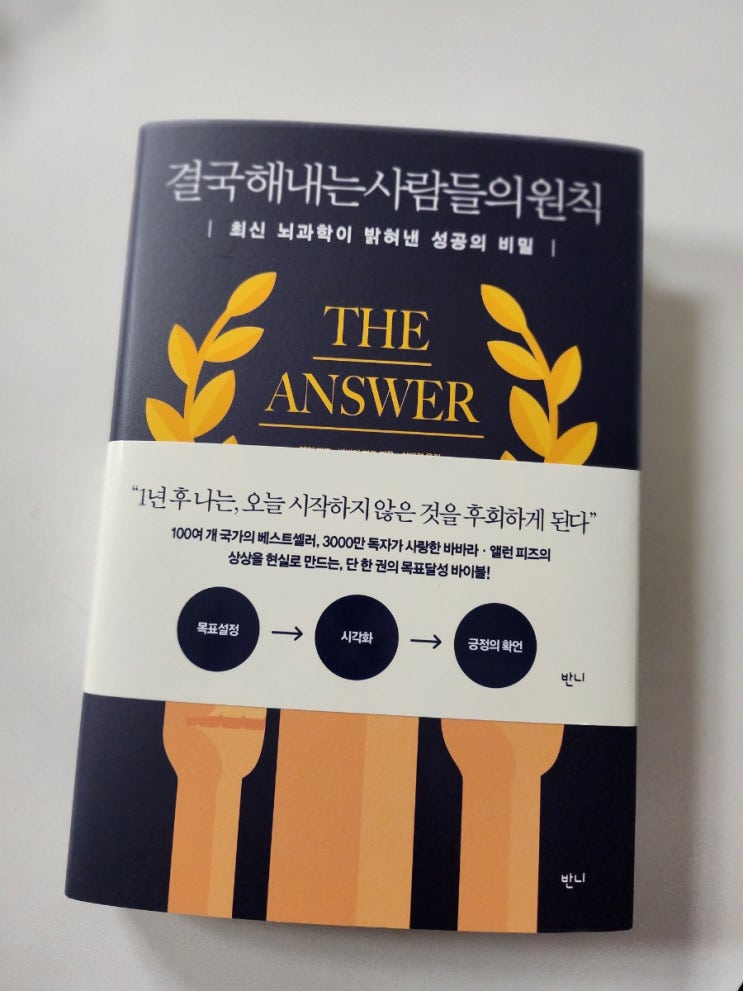 결국해내는사람들의원칙
| 최신 뇌과학이 밝혀낸 성공의 비밀 |
THE
ANSWER
“1년 후 나는, 오늘 시작하지 않은 것을 후회하게 된다”
100여 개 국가의 베스트셀러, 3000만 독자가 사랑한 바바라·앨런 피즈의
상상을 현실로 만드는, 단 한 권의 목표달성 바이블!
목표설정 → 시각화 → 긍정의 확언
반니
반니